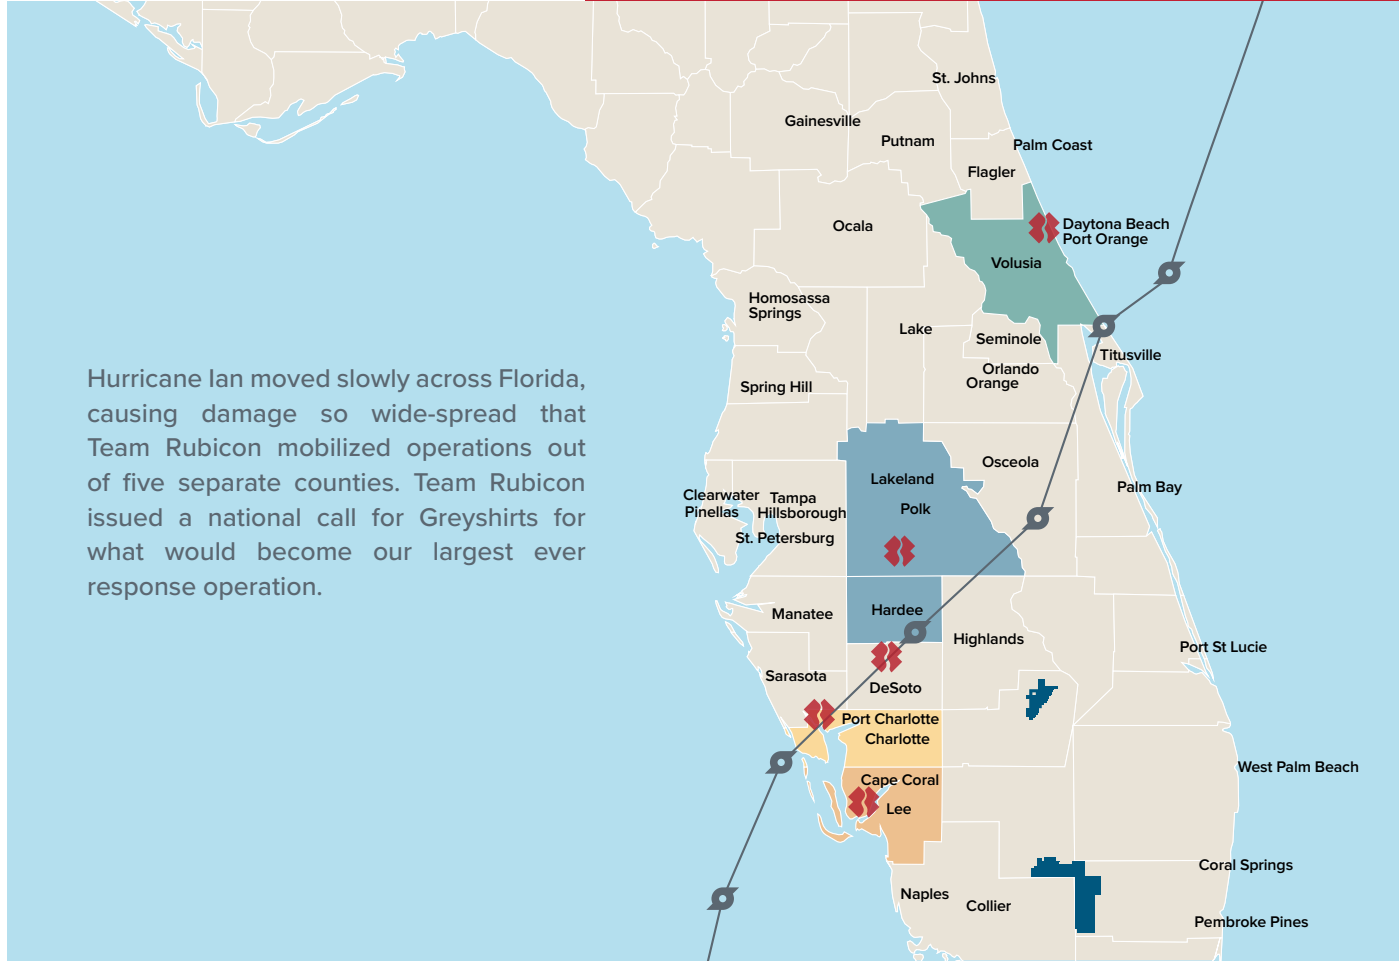 St. Johns
Gainesville
Putnam
Palm Coast
Flagler
Daytona Beach
Port Orange
Ocala
Volusia
Homosassa
Springs
Lake
Seminole
Titusville
Orlando
Orange
Spring Hill
Hurricane Ian moved slowly across Florida,
causing damage so wide-spread that
Team Rubicon mobilized operations out
of five separate counties. Team Rubicon
issued a national call for Greyshirts for
what would become our largest ever
response operation.
Osceola
Lakeland
Polk
Palm Bay
Clearwater
Pinellas
Tampa
Hillsborough
St. Petersburg
Manatee
Hardee
Highlands
Port St Lucie
Sarasota
DeSoto
Port Charlotte
Charlotte
West Palm Beach
Cape Coral
Lee
Coral Springs
Naples
Collier
Pembroke Pines